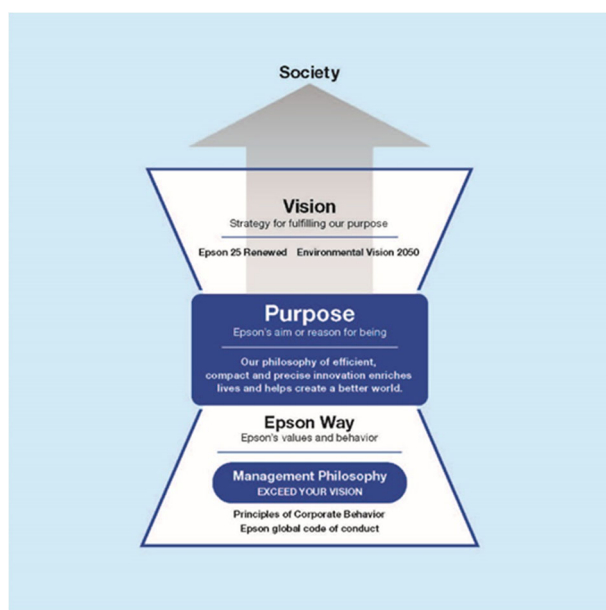 Society
Vision
Strategy for fulfilling our purpose
Epson 25 Renewed Environmental Vision 2050
Purpose
Epson's aim or reason for being
Our philosophy of efficient,
compact and precise innovation enriches
lives and helps create a better world.
Epson Way
Epson's values and behavior
Management Philosophy
EXCEED YOUR VISION
Principles of Corporate Behavior
Epson global code of conduct